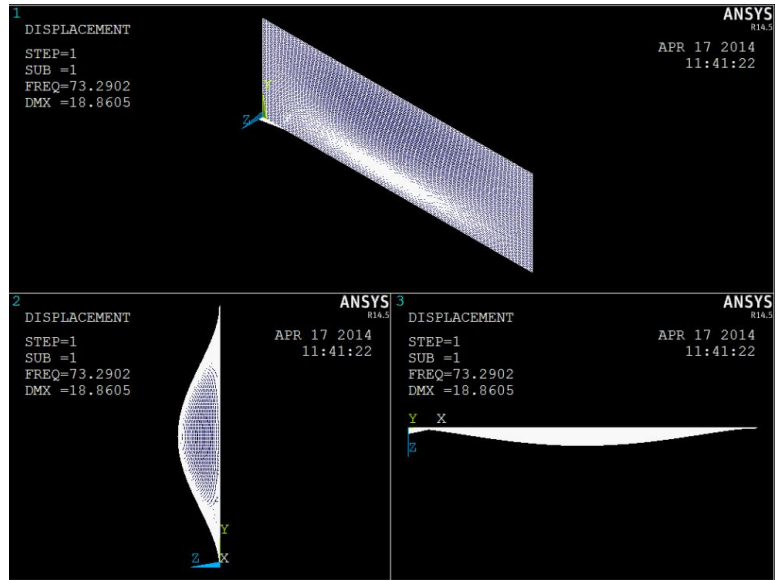 1
ANSYS
R14.5
DISPLACEMENT
STEP=1
SUB =1
FREQ=73.2902
DMX =18.8605
APR 17 2014
11:41:22
Y
Z
2
ANSYS
R14.5
DISPLACEMENT
STEP=1
SUB =1
FREQ=73.2902
DMX =18.8605
APR 17 2014
11:41:22
Y
Z X
3
ANSYS
R14.5
DISPLACEMENT
STEP=1
SUB =1
FREQ=73.2902
DMX =18.8605
APR 17 2014
11:41:22
Y X
Z